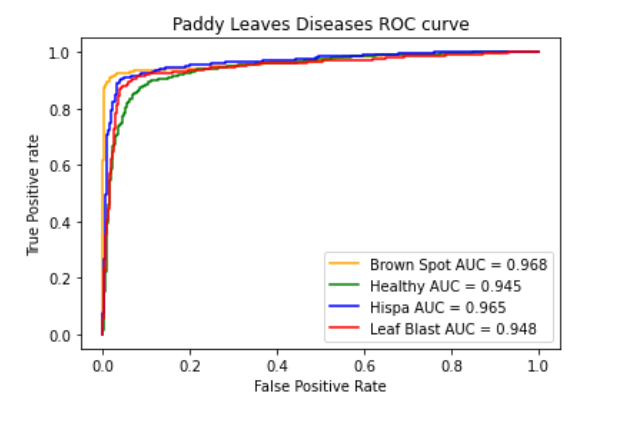 Paddy Leaves Diseases ROC curve
True Positive rate
1.0
0.8
0.6
0.4
0.2
0.0
Brown Spot AUC = 0.968
Healthy AUC = 0.945
Hispa AUC = 0.965
Leaf Blast AUC = 0.948
0.0 0.2 0.4 0.6 0.8 1.0
False Positive Rate